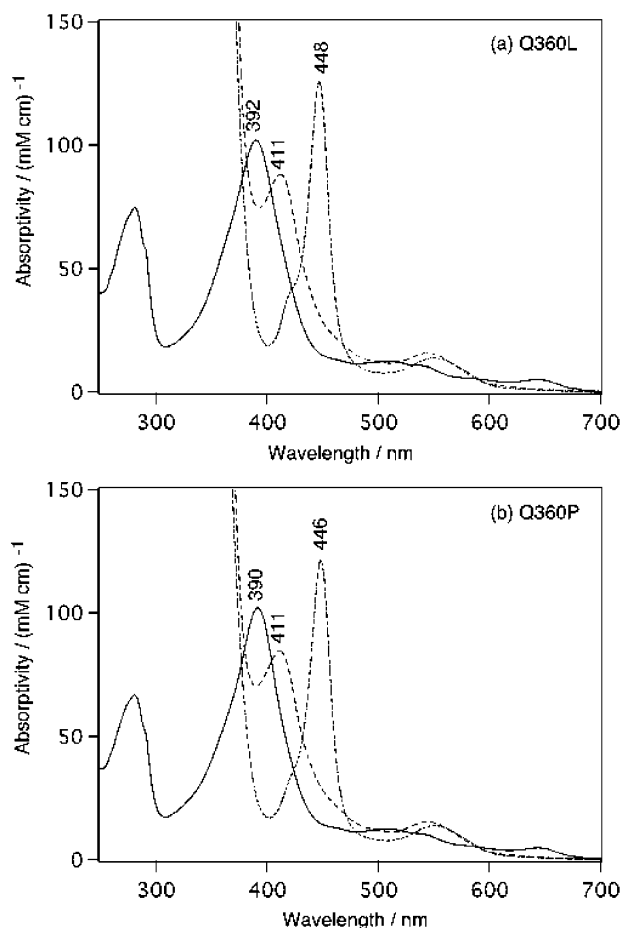 150
(a) Q360L
448
392
411
100
50
0
Absorptivity / (mM cm) -1
300 400 500 600 700
Wavelength / nm
150
(b) Q360P
446
390
411
100
50
0
Absorptivity / (mM cm) -1
300 400 500 600 700
Wavelength / nm